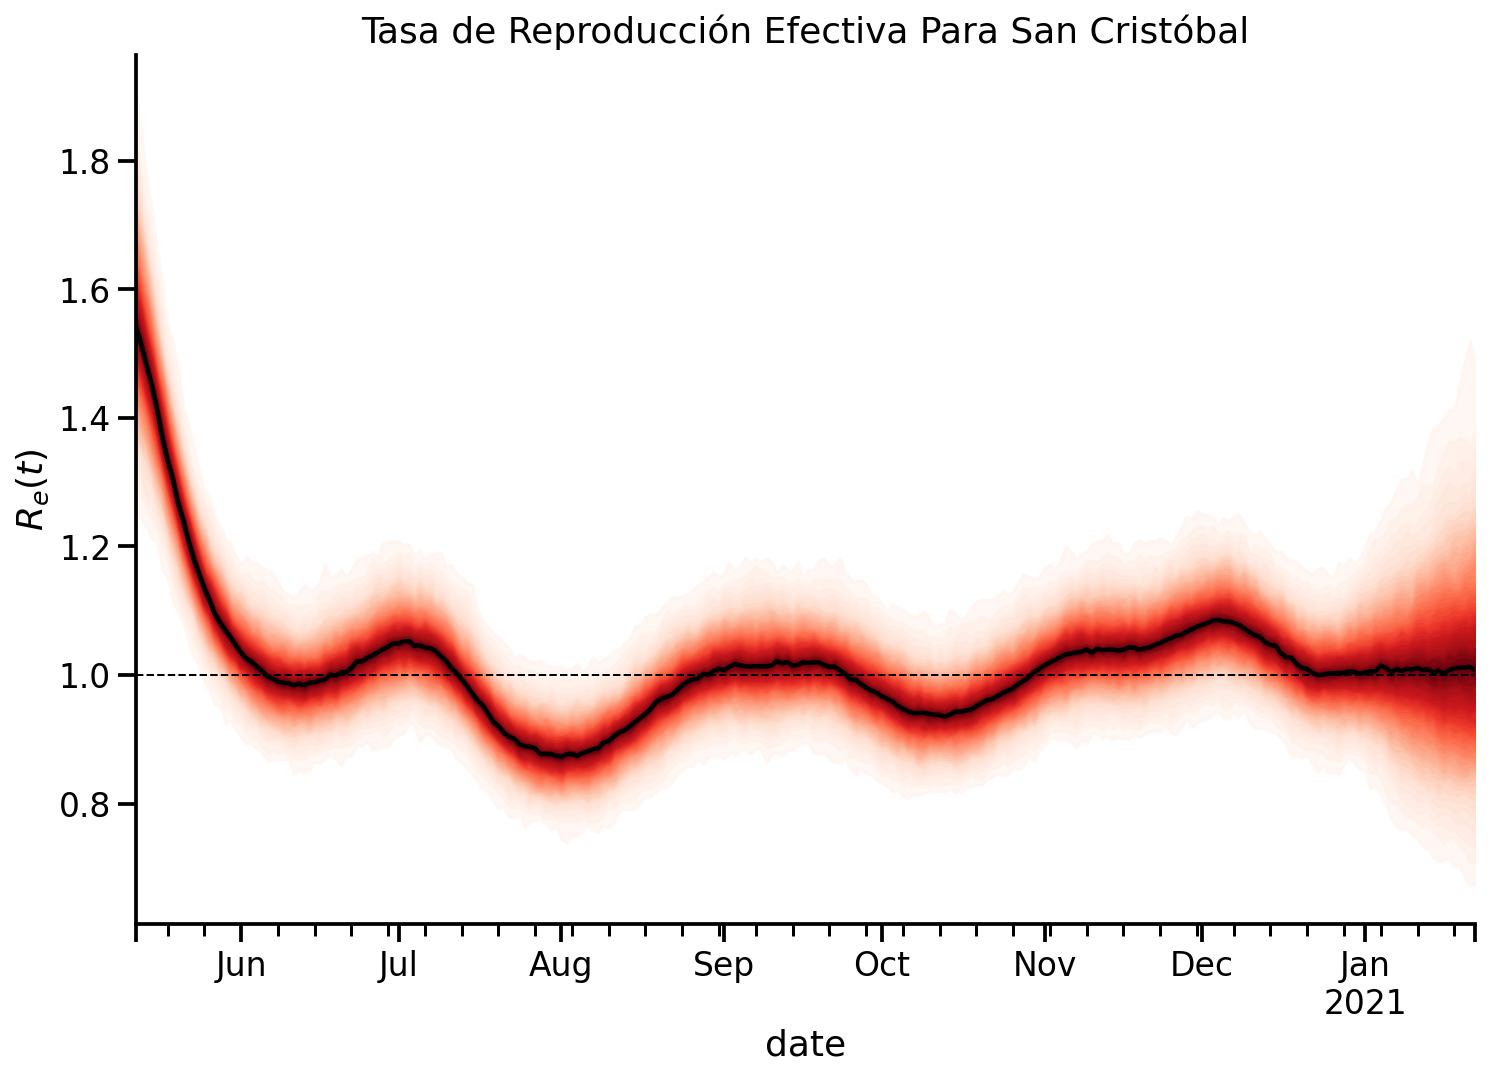 Tasa de Reproducción Efectiva Para San Cristóbal
1.8
1.6
1.4
1.2
1.0
0.8
$R_e(t)$
Jun Jul Aug Sep Oct Nov Dec Jan
2021
date